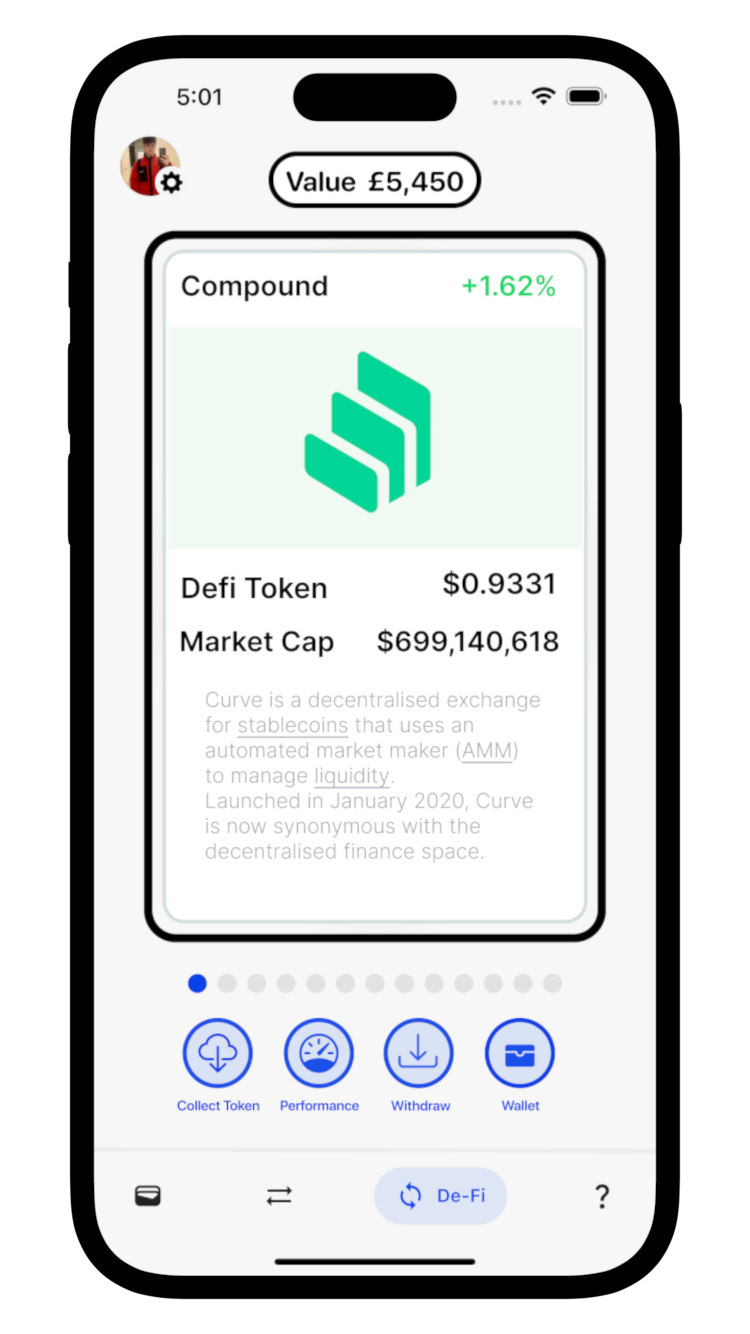 5:01
Value £5,450
Compound +1.62%
Defi Token $0.9331
Market Cap $699,140,618
Curve is a decentralised exchange
for stablecoins that uses an
automated market maker (AMM)
to manage liquidity.
Launched in January 2020, Curve
is now synonymous with the
decentralised finance space.
Collect Token Performance Withdraw Wallet
De-Fi ?